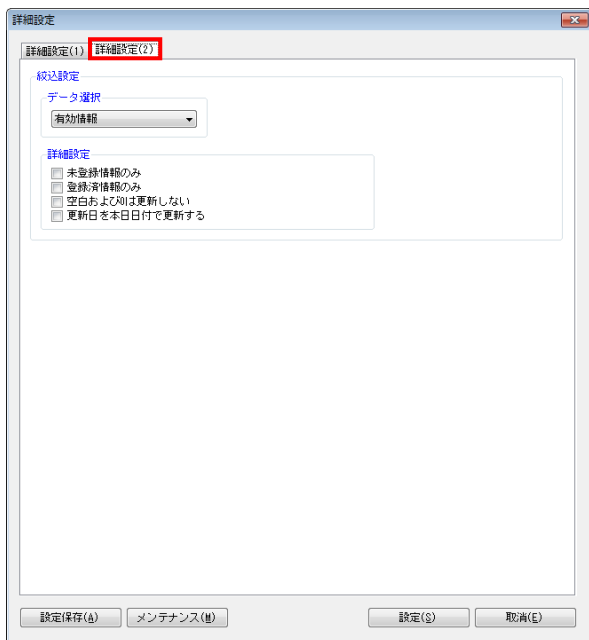 詳細設定
詳細設定(1) 詳細設定(2)
絞込設定
データ選択
有効情報
詳細設定
未登録情報のみ
登録済情報のみ
空白および0は更新しない
更新日を本日日付で更新する
設定保存(A) メンテナンス(M) 設定(S) 取消(E)